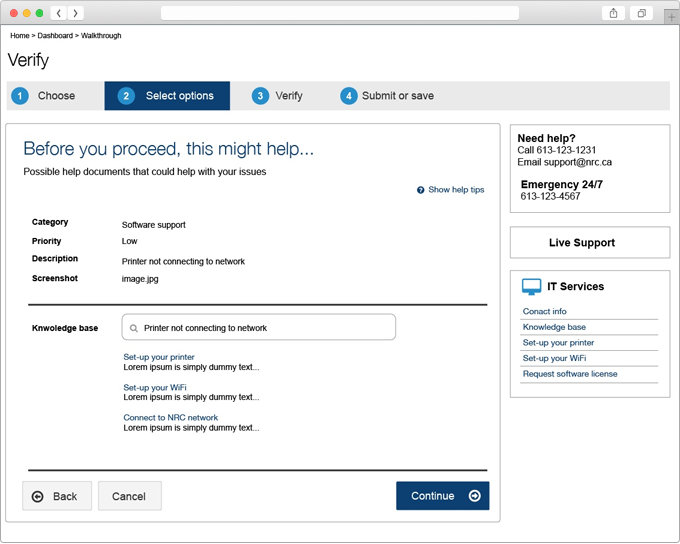 Home > Dashboard > Walkthrough
Verify
1 Choose
2 Select options
3 Verify
4 Submit or save
Before you proceed, this might help...
Possible help documents that could help with your issues
? Show help tips
Category Software support
Priority Low
Description Printer not connecting to network
Screenshot image.jpg
Knwoledge base Printer not connecting to network
Set-up your printer
Lorem ipsum is simply dummy text...
Set-up your WiFi
Lorem ipsum is simply dummy text...
Connect to NRC network
Lorem ipsum is simply dummy text...
Back
Cancel
Continue
Need help?
Call 613-123-1231
Email support@nrc.ca
Emergency 24/7
613-123-4567
Live Support
IT Services
Conact info
Knowledge base
Set-up your printer
Set-up your WiFi
Request software license